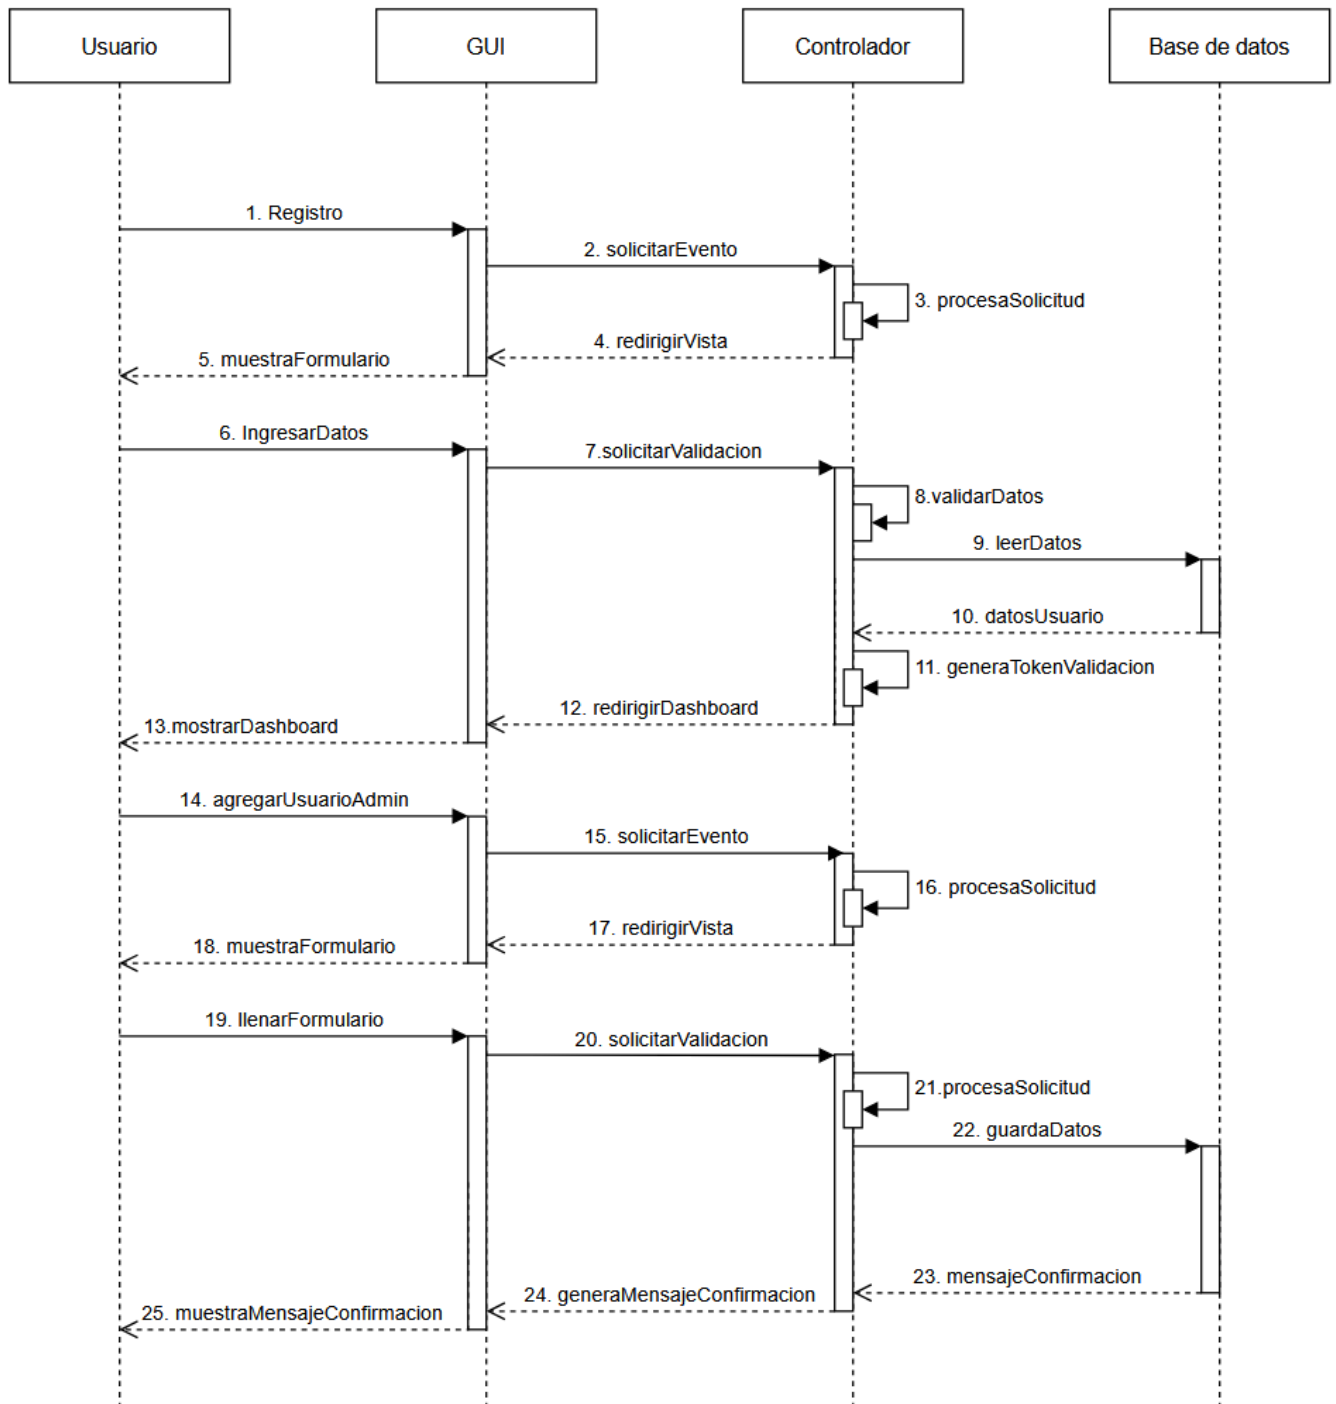 Usuario
GUI
Controlador
Base de datos
1. Registro
2. solicitarEvento
3. procesaSolicitud
4. redirigirVista
5. muestraFormulario
6. IngresarDatos
7.solicitarValidacion
8.validarDatos
9. leerDatos
10. datosUsuario
11. generaTokenValidacion
12. redirigirDashboard
13.mostrarDashboard
14. agregarUsuarioAdmin
15. solicitarEvento
16. procesaSolicitud
17. redirigirVista
18. muestraFormulario
19. llenarFormulario
20. solicitarValidacion
21.procesaSolicitud
22. guardaDatos
23. mensajeConfirmacion
24. generaMensajeConfirmacion
25. muestraMensajeConfirmacion